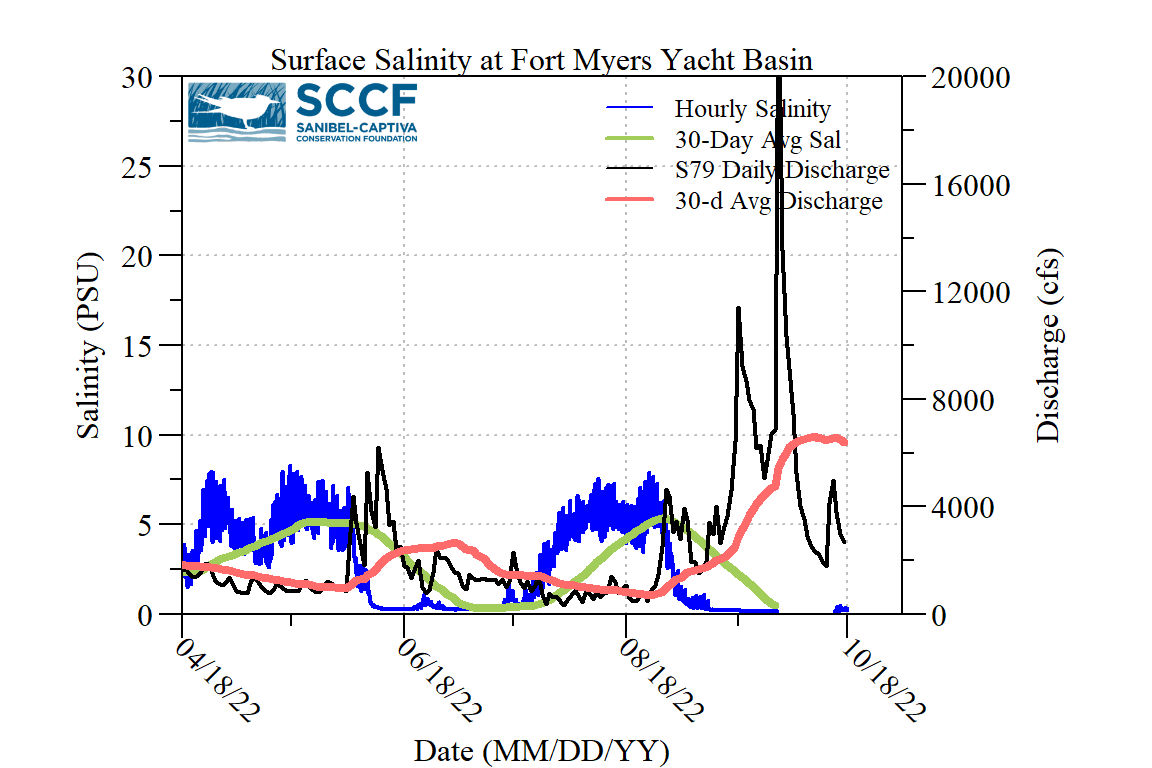 Surface Salinity at Fort Myers Yacht Basin
SCCF
SANIBEL-CAPTIVA
CONSERVATION FOUNDATION
Hourly Salinity
30-Day Avg Sal
S79 Daily Discharge
30-d Avg Discharge
Salinity (PSU)
30
25
20
15
10
5
0
20000
16000
12000
8000
4000
0
Discharge (cfs)
04/18/22
06/18/22
08/18/22
10/18/22
Date (MM/DD/YY)